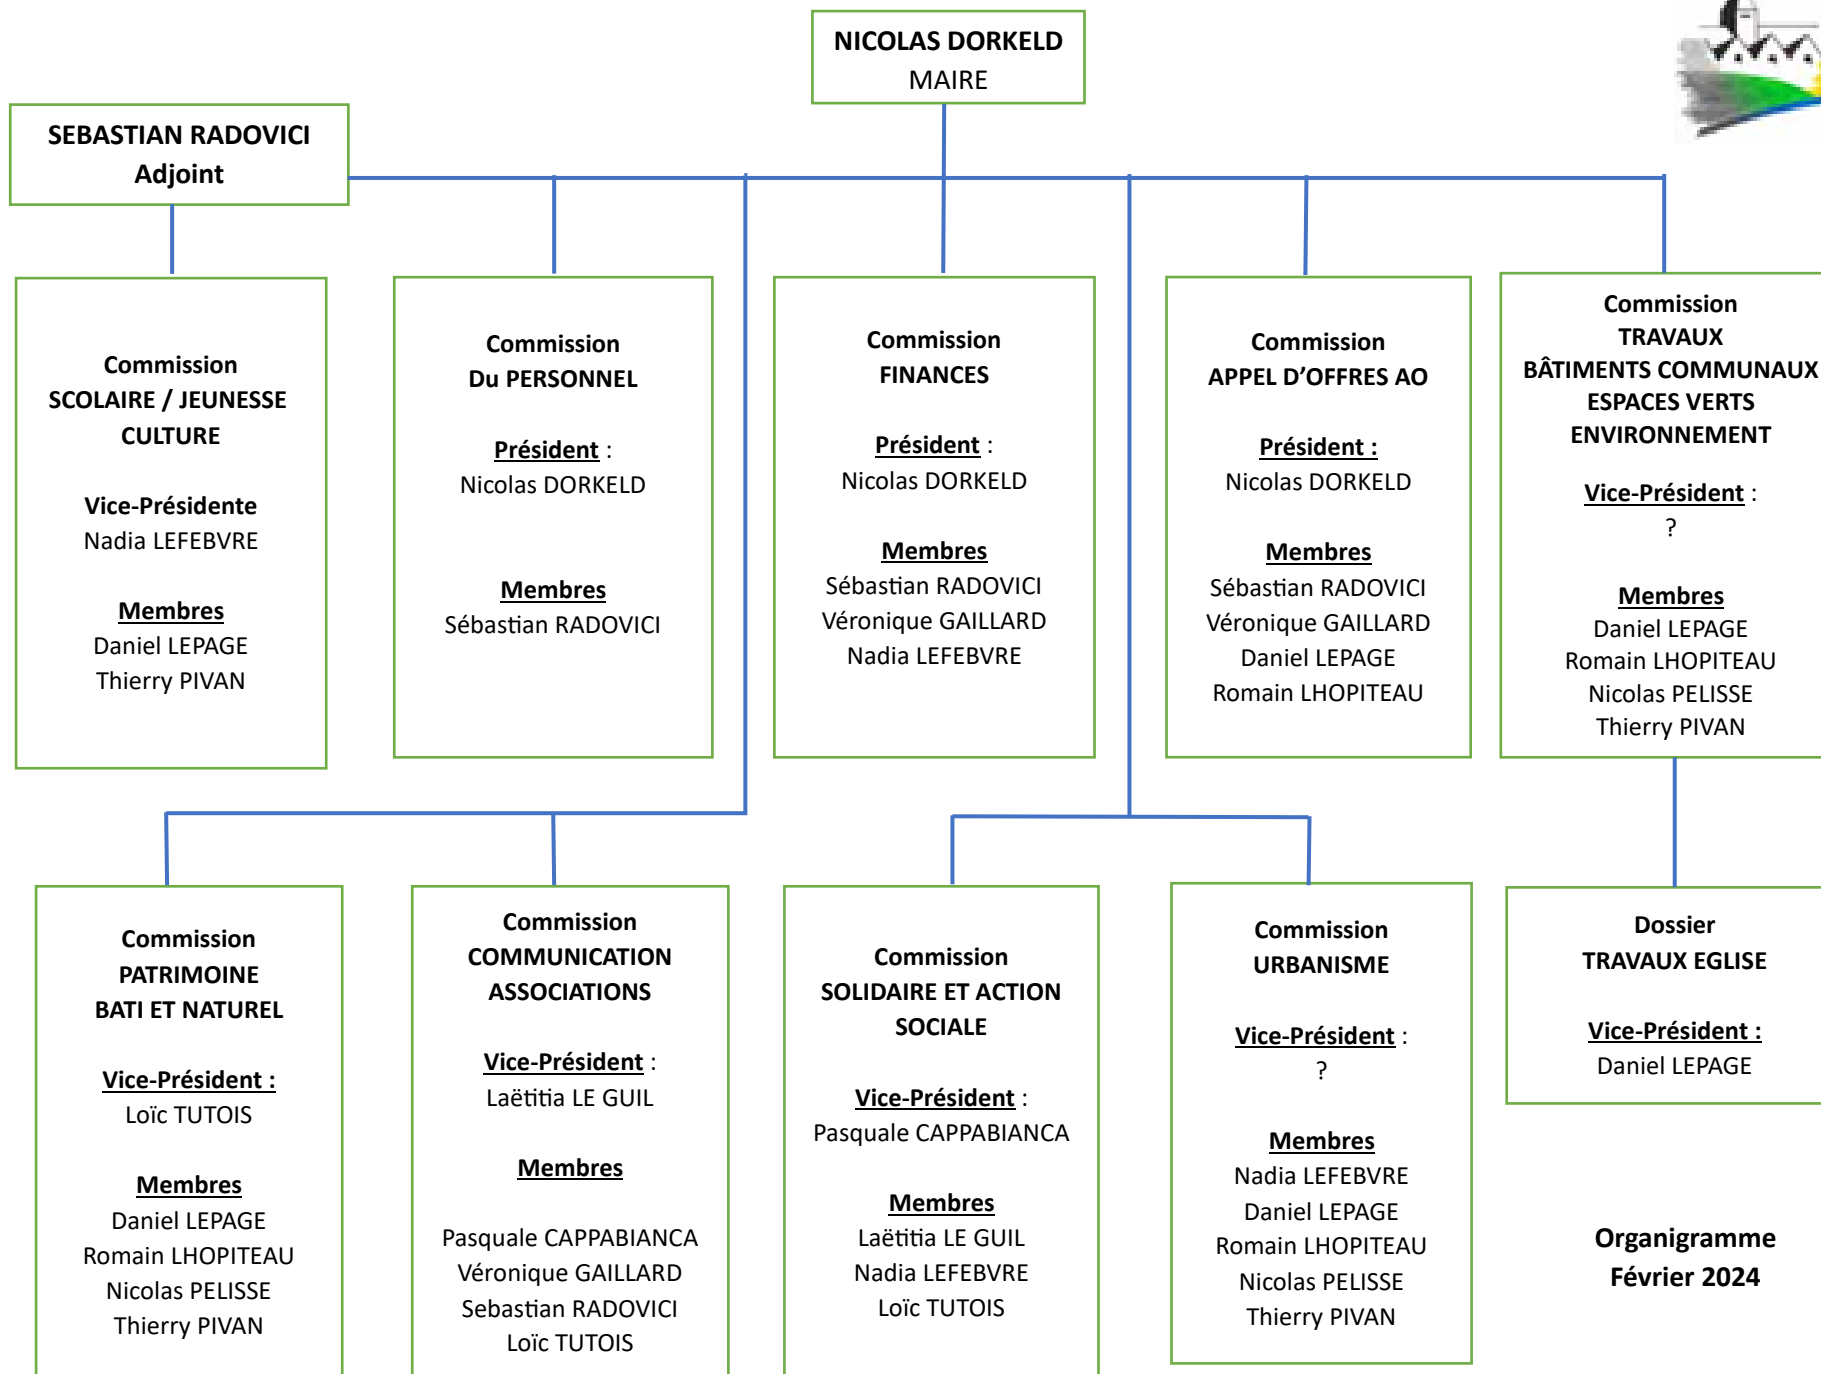 NICOLAS DORKELD
MAIRE
SEBASTIAN RADOVICI
Adjoint
Commission
SCOLAIRE / JEUNESSE
CULTURE
Vice-Présidente
Nadia LEFEBVRE
Membres
Daniel LEPAGE
Thierry PIVAN
Commission
Du PERSONNEL
Président :
Nicolas DORKELD
Membres
Sébastian RADOVICI
Commission
FINANCES
Président :
Nicolas DORKELD
Membres
Sébastian RADOVICI
Véronique GAILLARD
Nadia LEFEBVRE
Commission
APPEL D’OFFRES AO
Président :
Nicolas DORKELD
Membres
Sébastian RADOVICI
Véronique GAILLARD
Daniel LEPAGE
Romain LHOPITEAU
Commission
TRAVAUX
BÂTIMENTS COMMUNAUX
ESPACES VERTS
ENVIRONNEMENT
Vice-Président :
?
Membres
Daniel LEPAGE
Romain LHOPITEAU
Nicolas PELISSE
Thierry PIVAN
Commission
PATRIMOINE
BATI ET NATUREL
Vice-Président :
Loïc TUTOIS
Membres
Daniel LEPAGE
Romain LHOPITEAU
Nicolas PELISSE
Thierry PIVAN
Commission
COMMUNICATION
ASSOCIATIONS
Vice-Président :
Laëtitia LE GUIL
Membres
Pasquale CAPPABIANCA
Véronique GAILLARD
Sebastian RADOVICI
Loïc TUTOIS
Commission
SOLIDAIRE ET ACTION
SOCIALE
Vice-Président :
Pasquale CAPPABIANCA
Membres
Laëtitia LE GUIL
Nadia LEFEBVRE
Loïc TUTOIS
Commission
URBANISME
Vice-Président :
?
Membres
Nadia LEFEBVRE
Daniel LEPAGE
Romain LHOPITEAU
Nicolas PELISSE
Thierry PIVAN
Dossier
TRAVAUX EGLISE
Vice-Président :
Daniel LEPAGE
Organigramme
Février 2024